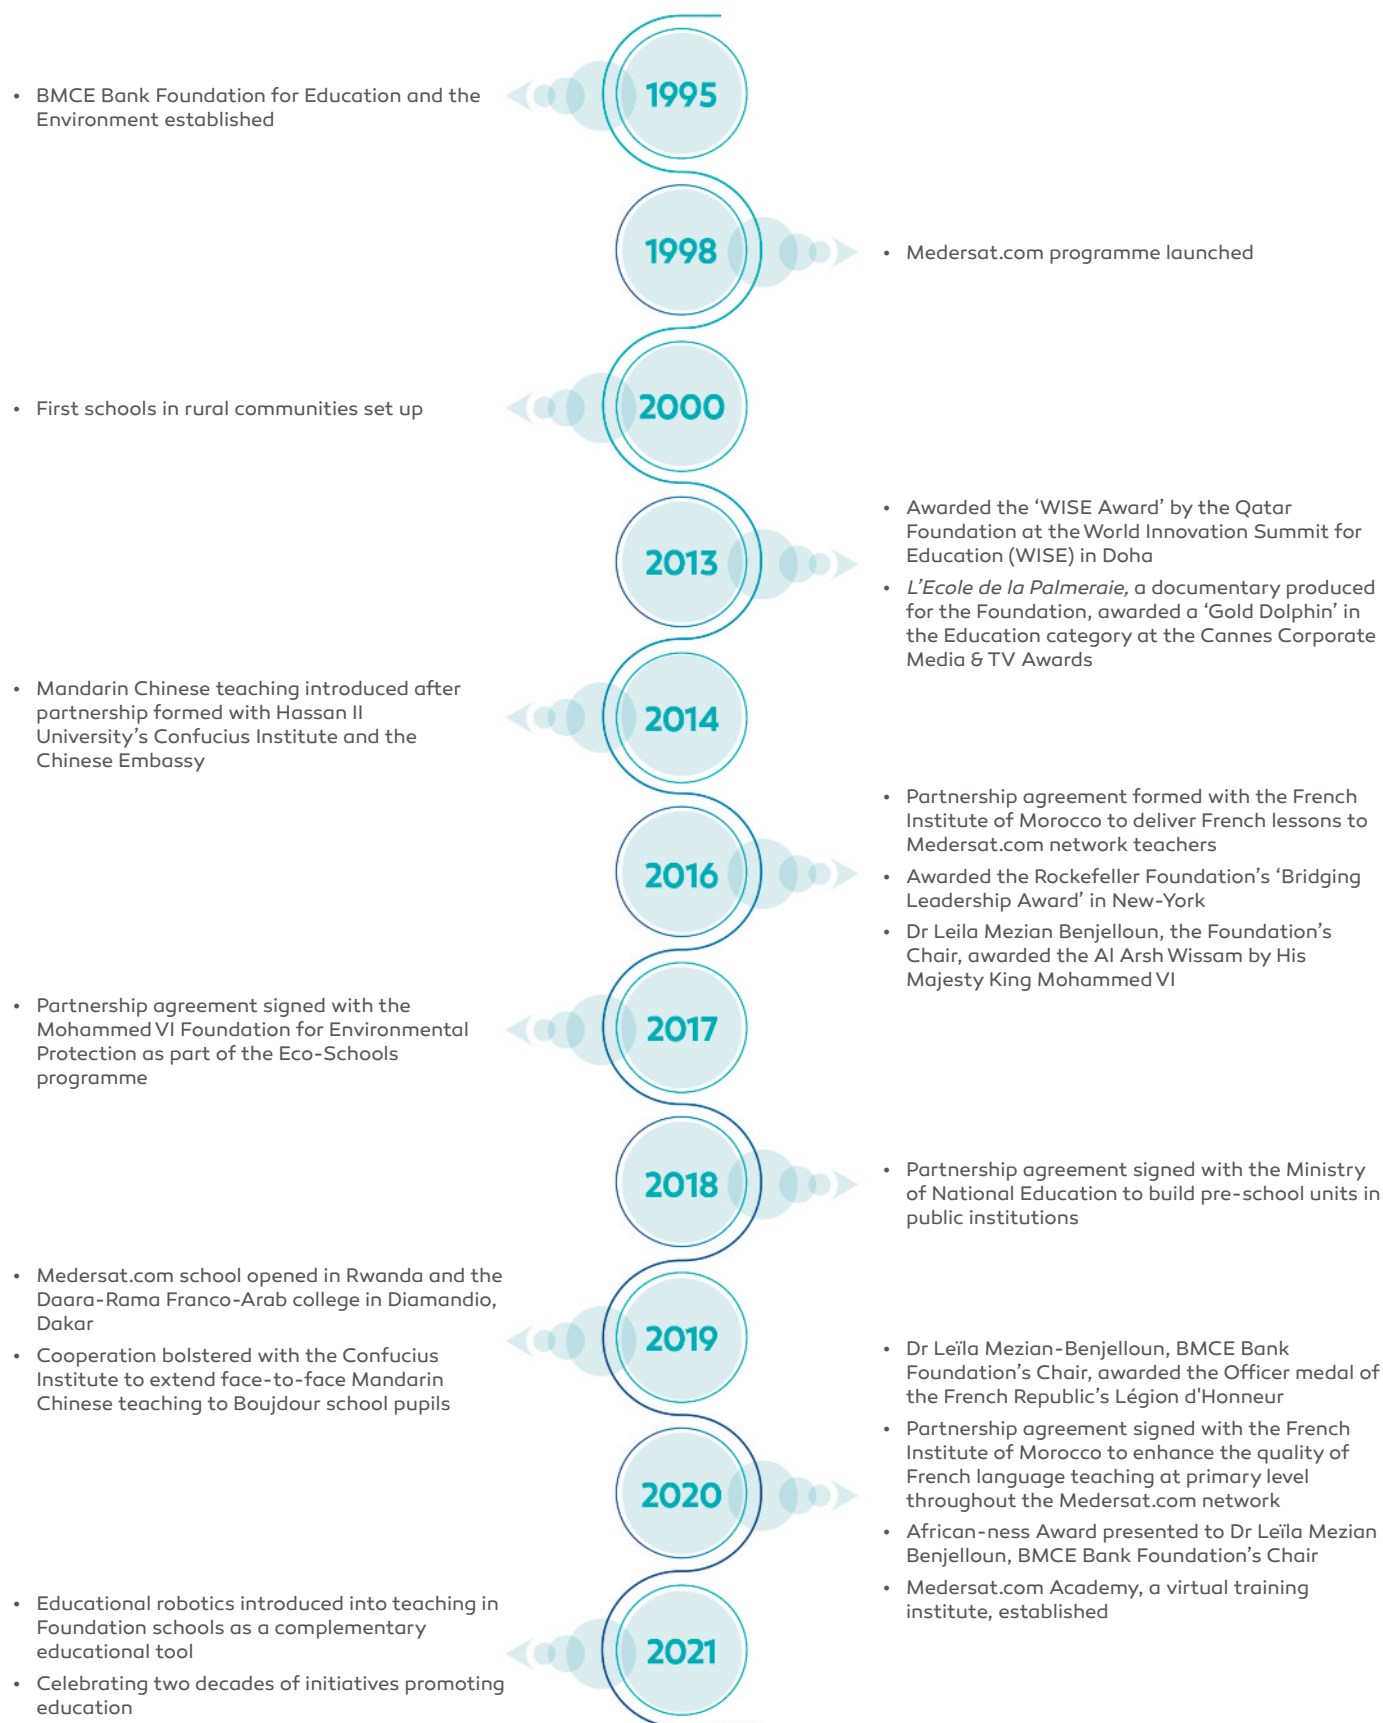 1995
• BMCE Bank Foundation for Education and the
Environment established
1998
• Medersat.com programme launched
2000
• First schools in rural communities set up
2013
• Awarded the ‘WISE Award’ by the Qatar
Foundation at the World Innovation Summit for
Education (WISE) in Doha
• L’Ecole de la Palmeraie, a documentary produced
for the Foundation, awarded a ‘Gold Dolphin’ in
the Education category at the Cannes Corporate
Media & TV Awards
2014
• Mandarin Chinese teaching introduced after
partnership formed with Hassan II
University’s Confucius Institute and the
Chinese Embassy
2016
• Partnership agreement formed with the French
Institute of Morocco to deliver French lessons to
Medersat.com network teachers
• Awarded the Rockefeller Foundation’s ‘Bridging
Leadership Award’ in New-York
• Dr Leila Mezian Benjelloun, the Foundation’s
Chair, awarded the Al Arsh Wissam by His
Majesty King Mohammed VI
2017
• Partnership agreement signed with the
Mohammed VI Foundation for Environmental
Protection as part of the Eco-Schools
programme
2018
• Partnership agreement signed with the Ministry
of National Education to build pre-school units in
public institutions
2019
• Medersat.com school opened in Rwanda and the
Daara-Rama Franco-Arab college in Diamandio,
Dakar
• Cooperation bolstered with the Confucius
Institute to extend face-to-face Mandarin
Chinese teaching to Boujdour school pupils
2020
• Dr Leïla Mezian-Benjelloun, BMCE Bank
Foundation’s Chair, awarded the Officer medal of
the French Republic’s Légion d'Honneur
• Partnership agreement signed with the French
Institute of Morocco to enhance the quality of
French language teaching at primary level
throughout the Medersat.com network
• African-ness Award presented to Dr Leïla Mezian
Benjelloun, BMCE Bank Foundation’s Chair
• Medersat.com Academy, a virtual training
institute, established
2021
• Educational robotics introduced into teaching in
Foundation schools as a complementary
educational tool
• Celebrating two decades of initiatives promoting
education